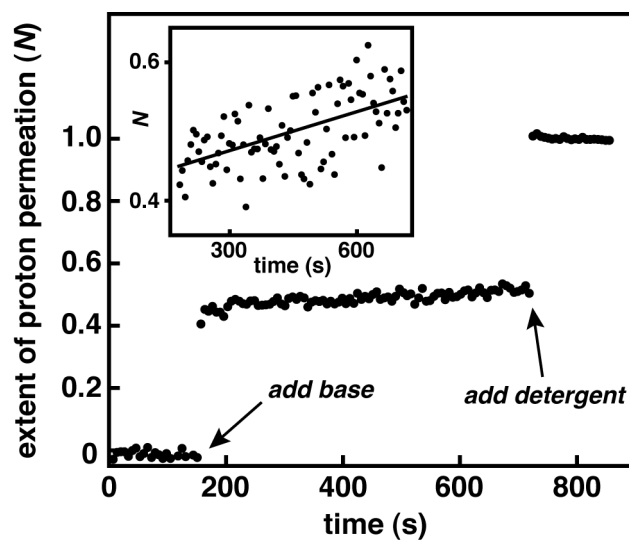 extent of proton permeation (N)
1.0
0.8
0.6
0.4
0.2
0
N
0.6
0.4
300
600
time (s)
add base
add detergent
200
400
600
800
time (s)